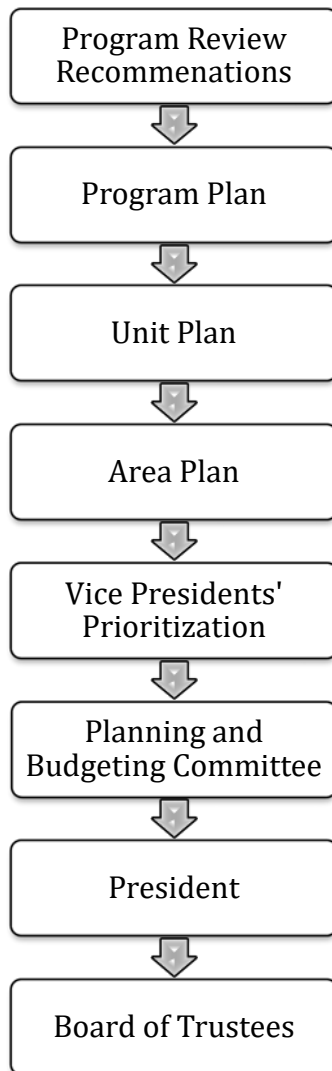 Program Review
Recommenations
Program Plan
Unit Plan
Area Plan
Vice Presidents'
Prioritization
Planning and
Budgeting Committee
President
Board of Trustees